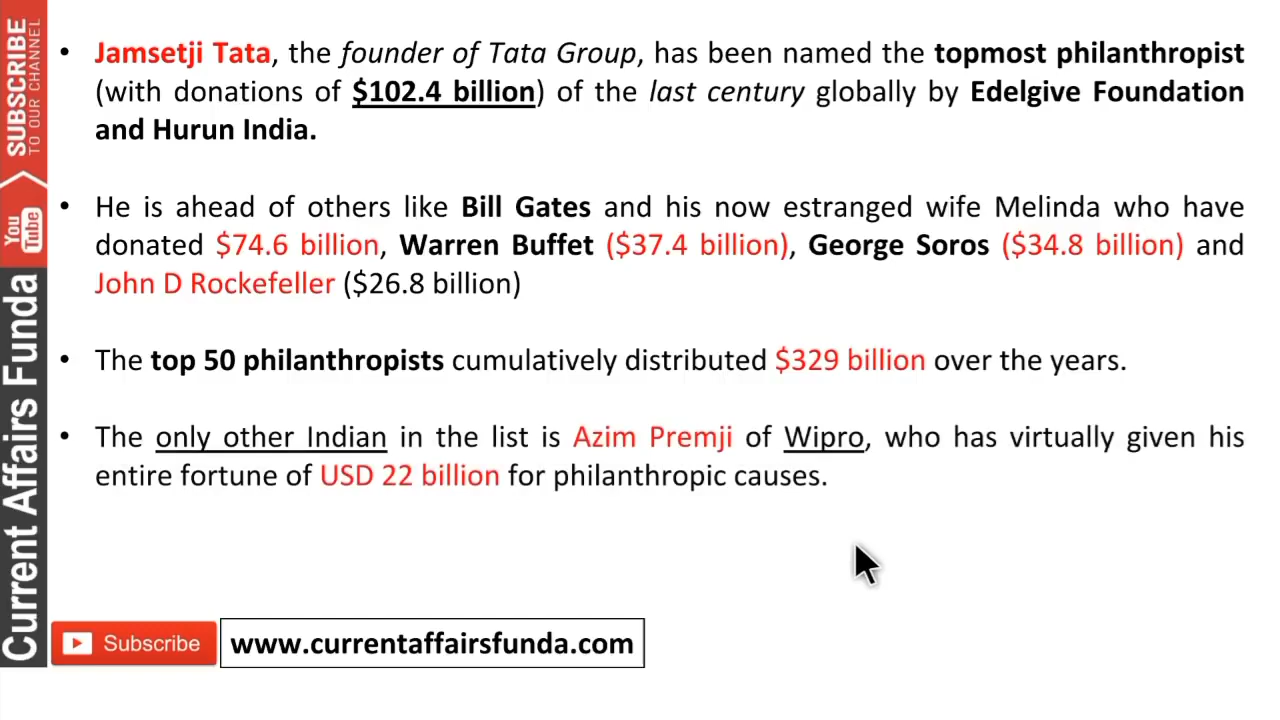 • Jamsetji Tata, the founder of Tata Group, has been named the topmost philanthropist
(with donations of $102.4 billion) of the last century globally by Edelgive Foundation
and Hurun India.
• He is ahead of others like Bill Gates and his now estranged wife Melinda who have
donated $74.6 billion, Warren Buffet ($37.4 billion), George Soros ($34.8 billion) and
John D Rockefeller ($26.8 billion)
• The top 50 philanthropists cumulatively distributed $329 billion over the years.
• The only other Indian in the list is Azim Premji of Wipro, who has virtually given his
entire fortune of USD 22 billion for philanthropic causes.
Subscribe
www.currentaffairsfunda.com
SUBSCRIBE
TO OUR CHANNEL
You
Tube
Current Affairs Funda